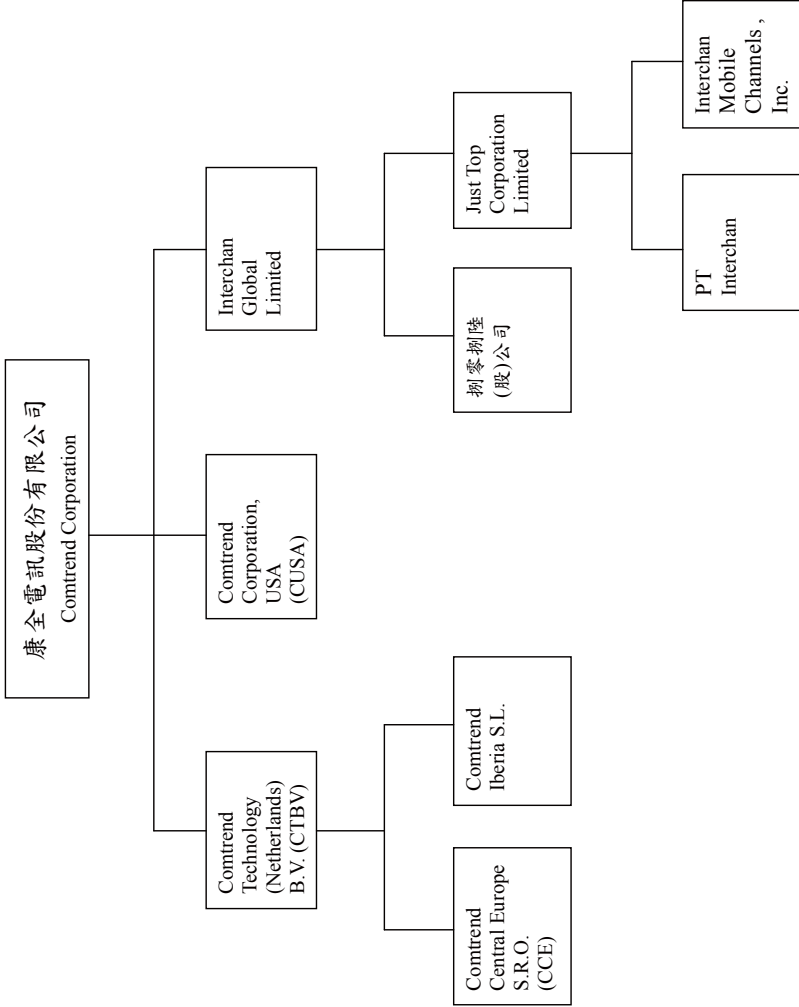 康全電訊股份有限公司
Comtrend Corporation
Comtrend
Technology
(Netherlands)
B.V. (CTBV)
Comtrend
Corporation,
USA
(CUSA)
Interchan
Global
Limited
Comtrend
Central Europe
S.R.O.
(CCE)
Comtrend
Iberia S.L.
捌零捌陸
(股)公司
Just Top
Corporation
Limited
PT
Interchan
Interchan
Mobile
Channels ,
Inc.